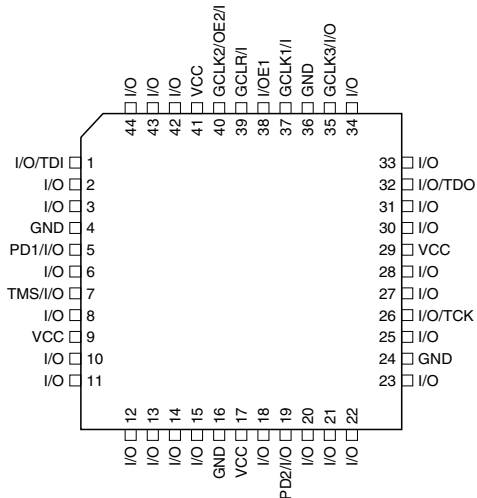 I/O
I/O
I/O
VCC
GCLK2/OE2/I
GCLR/I
I/OE1
GCLK1/I
GND
GCLK3/I/O
I/O
44
43
42
41
40
39
38
37
36
35
34
I/O/TDI 1
I/O 2
I/O 3
GND 4
PD1/I/O 5
I/O 6
TMS/I/O 7
I/O 8
VCC 9
I/O 10
I/O 11
33 I/O
32 I/O/TDO
31 I/O
30 I/O
29 VCC
28 I/O
27 I/O
26 I/O/TCK
25 I/O
24 GND
23 I/O
12
13
14
15
16
17
18
19
20
21
22
I/O
I/O
I/O
I/O
GND
VCC
I/O
PD2/I/O
I/O
I/O
I/O